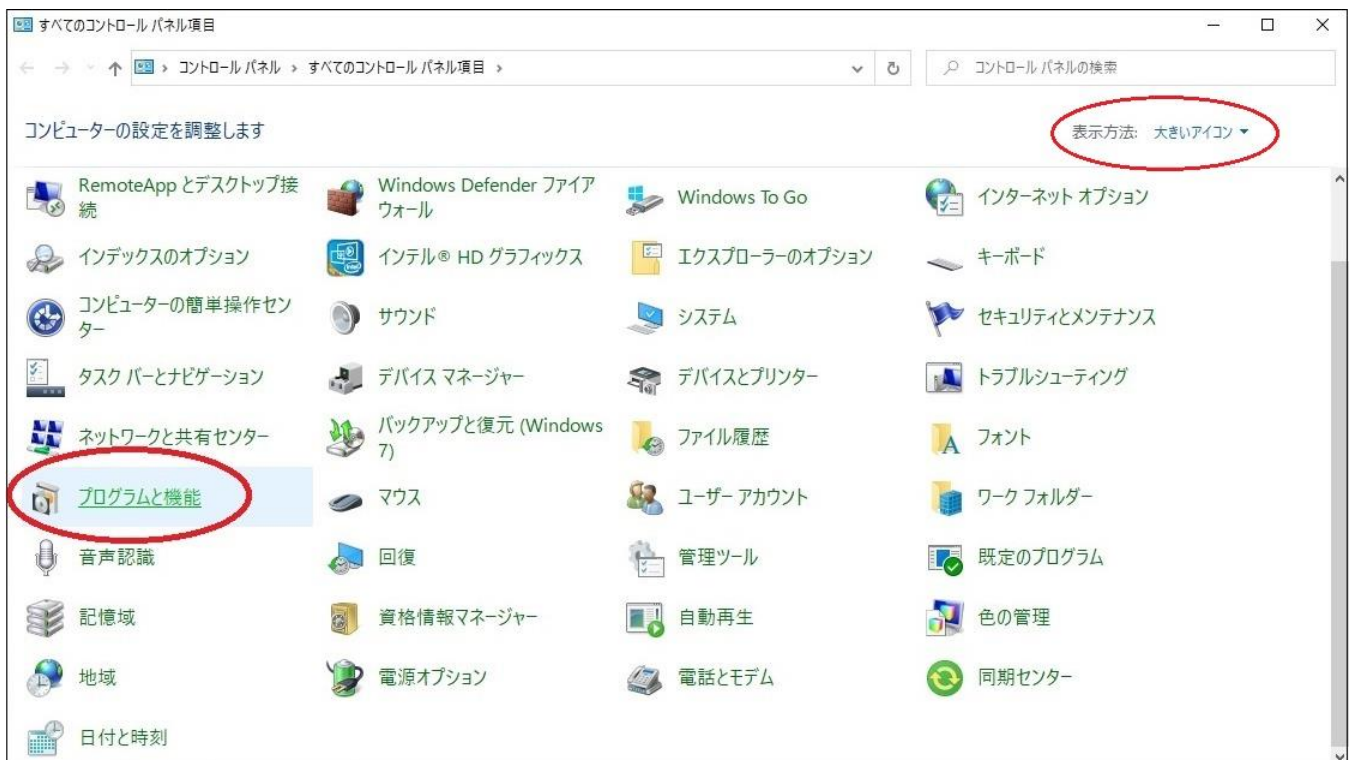 すべてのコントロール パネル項目
コントロール パネル › すべてのコントロール パネル項目 ›
コントロール パネルの検索
コンピューターの設定を調整します
表示方法: 大きいアイコン
RemoteApp とデスクトップ接
続
Windows Defender ファイア
ウォール
Windows To Go
インターネット オプション
インデックスのオプション
インテル® HD グラフィックス
エクスプローラーのオプション
キーボード
コンピューターの簡単操作セン
ター
サウンド
システム
セキュリティとメンテナンス
タスク バーとナビゲーション
デバイス マネージャー
デバイスとプリンター
トラブルシューティング
ネットワークと共有センター
バックアップと復元 (Windows
7)
ファイル履歴
フォント
プログラムと機能
マウス
ユーザー アカウント
ワーク フォルダー
音声認識
回復
管理ツール
既定のプログラム
記憶域
資格情報マネージャー
自動再生
色の管理
地域
電源オプション
電話とモデム
同期センター
日付と時刻